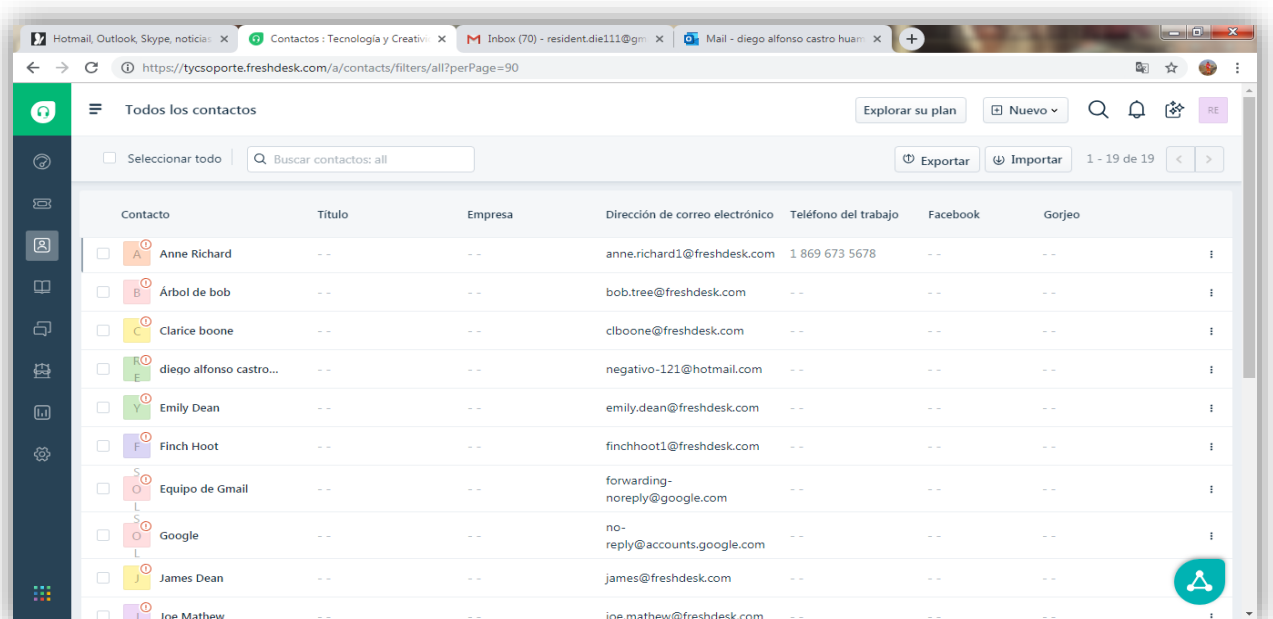 Hotmail, Outlook, Skype, noticias
Contactos : Tecnología y Creativi
Inbox (70) - resident.die111@gm
Mail - diego alfonso castro huam
https://tycsoporte.freshdesk.com/a/contacts/filters/all?perPage=90
Todos los contactos
Explorar su plan
Nuevo
RE
Seleccionar todo
Buscar contactos: all
Exportar
Importar
1 - 19 de 19
Contacto Título Empresa Dirección de correo electrónico Teléfono del trabajo Facebook Gorjeo
A Anne Richard - - - - anne.richard1@freshdesk.com 1 869 673 5678 - - - -
B Árbol de bob - - - - bob.tree@freshdesk.com - - - - - -
C Clarice boone - - - - clboone@freshdesk.com - - - - - -
RE diego alfonso castro... - - - - negativo-121@hotmail.com - - - - - -
Y Emily Dean - - - - emily.dean@freshdesk.com - - - - - -
F Finch Hoot - - - - finchhoot1@freshdesk.com - - - - - -
SOL Equipo de Gmail - - - - forwarding-
noreply@google.com - - - - - -
SOL Google - - - - no-
reply@accounts.google.com - - - - - -
J James Dean - - - - james@freshdesk.com - - - - - -
J Joe Mathew - - - - joe.mathew@freshdesk.com - - - - - -